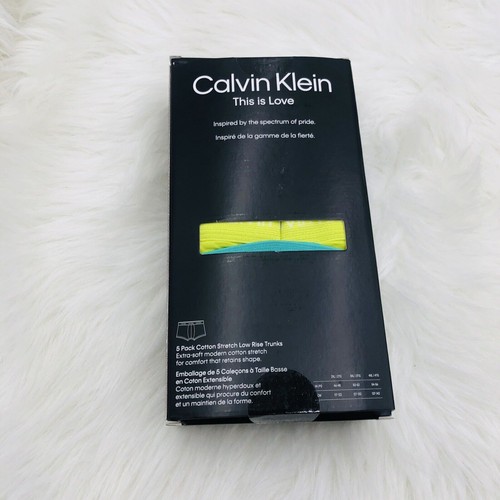 Calvin Klein
This is Love
Inspired by the spectrum of pride.
Inspiré de la gamme de la fierté.
5 Pack Cotton Stretch Low Rise Trunks
Extra-soft modern cotton stretch
for comfort that retains shape.
Emballage de 5 Caleçons à Taille Basse
en Coton Extensible
Coton moderne hyperdoux et
extensible qui procure du confort
et un maintien de la forme.